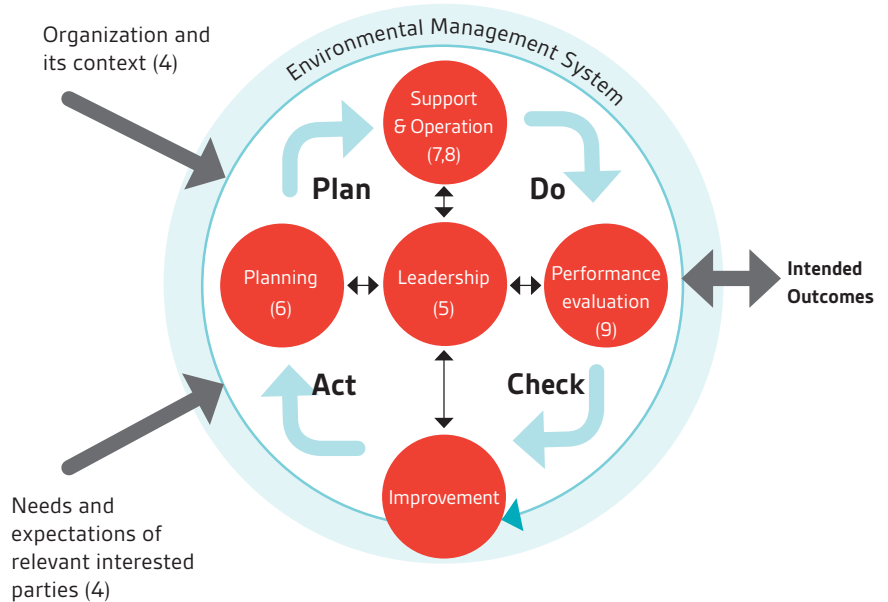 Organization and
its context (4)
Environmental Management System
Support
& Operation
(7,8)
Plan
Do
Planning
(6)
Leadership
(5)
Performance
evaluation
(9)
Intended
Outcomes
Act
Check
Improvement
Needs and
expectations of
relevant interested
parties (4)